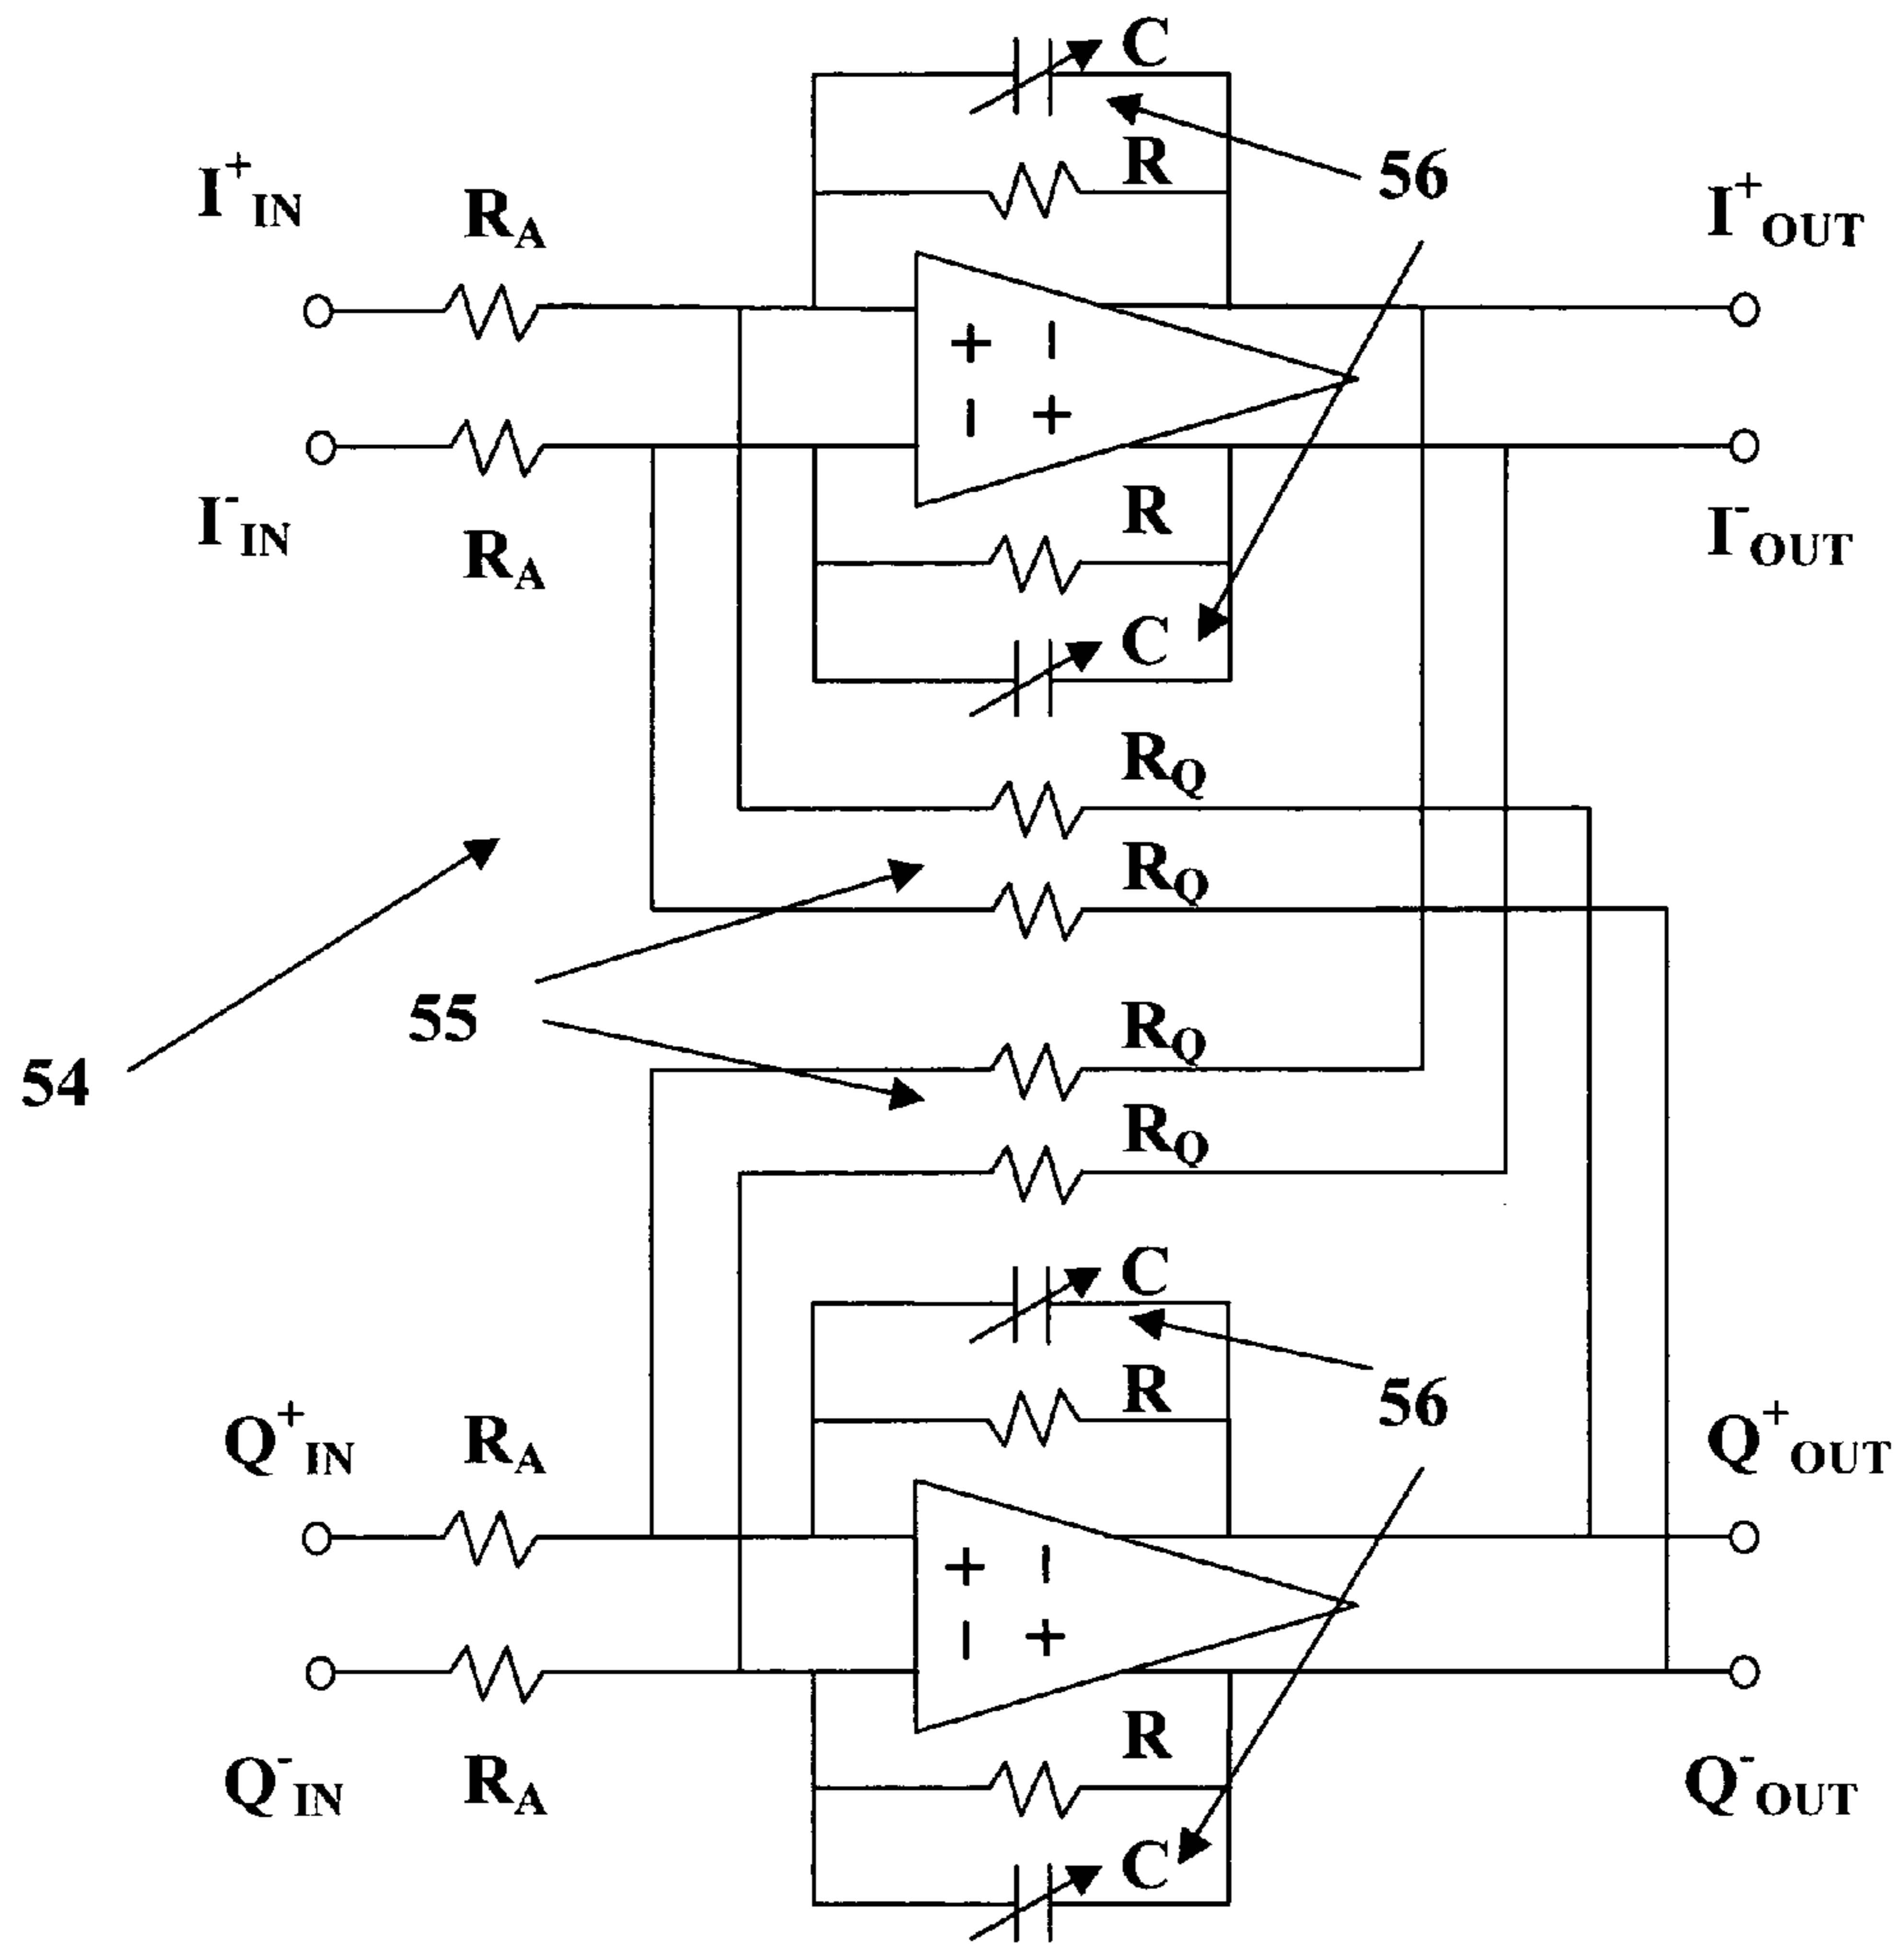 C
R
56
I+IN
RA
I+OUT
+ −
− +
I-IN
RA
R
I-OUT
C
RQ
RQ
55
RQ
54
RQ
C
R
56
Q+IN
RA
Q+OUT
+ −
− +
R
Q-IN
RA
Q-OUT
C